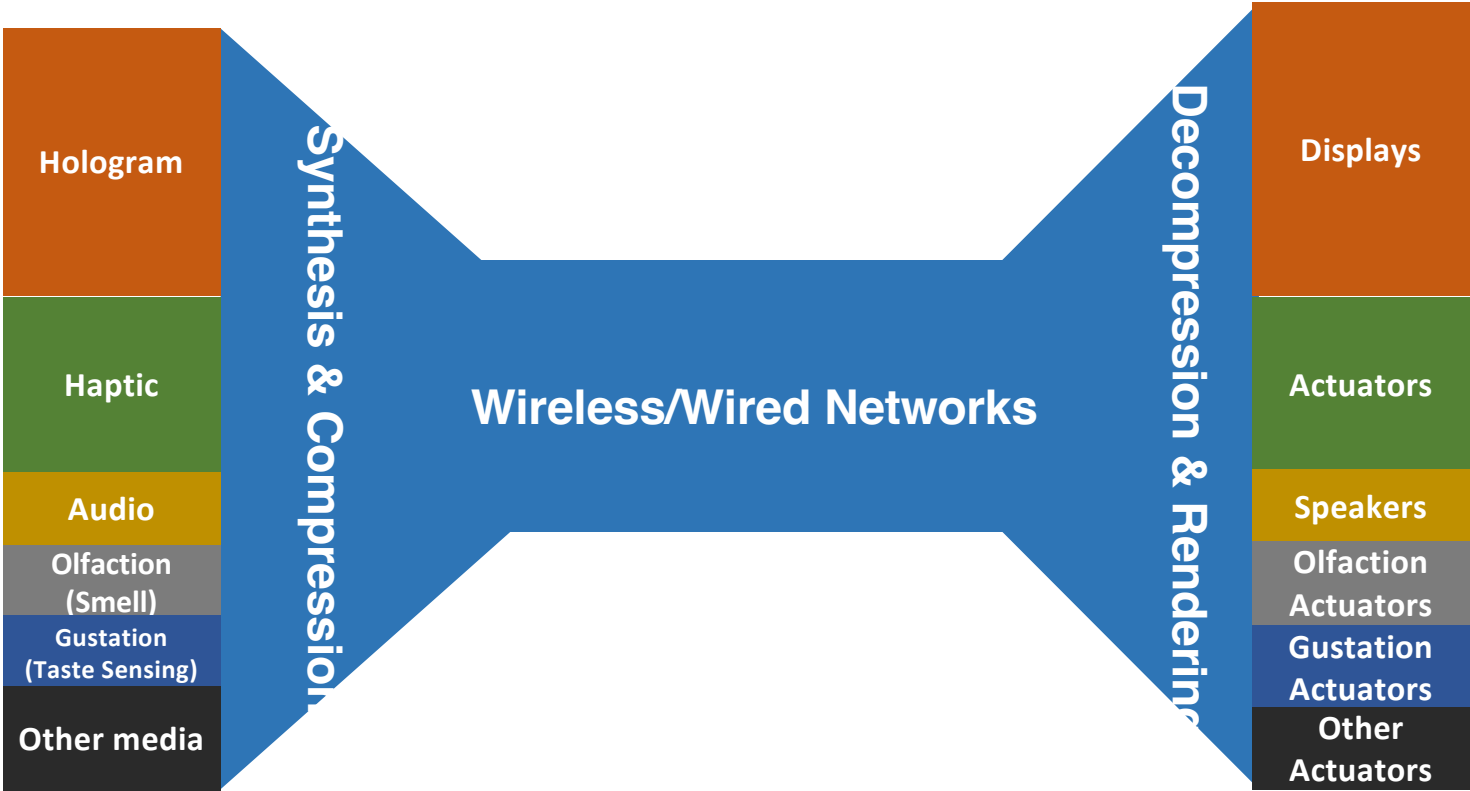 Hologram
Haptic
Audio
Olfaction
(Smell)
Gustation
(Taste Sensing)
Other media
Synthesis & Compression
Wireless/Wired Networks
Decompression & Rendering
Displays
Actuators
Speakers
Olfaction
Actuators
Gustation
Actuators
Other
Actuators